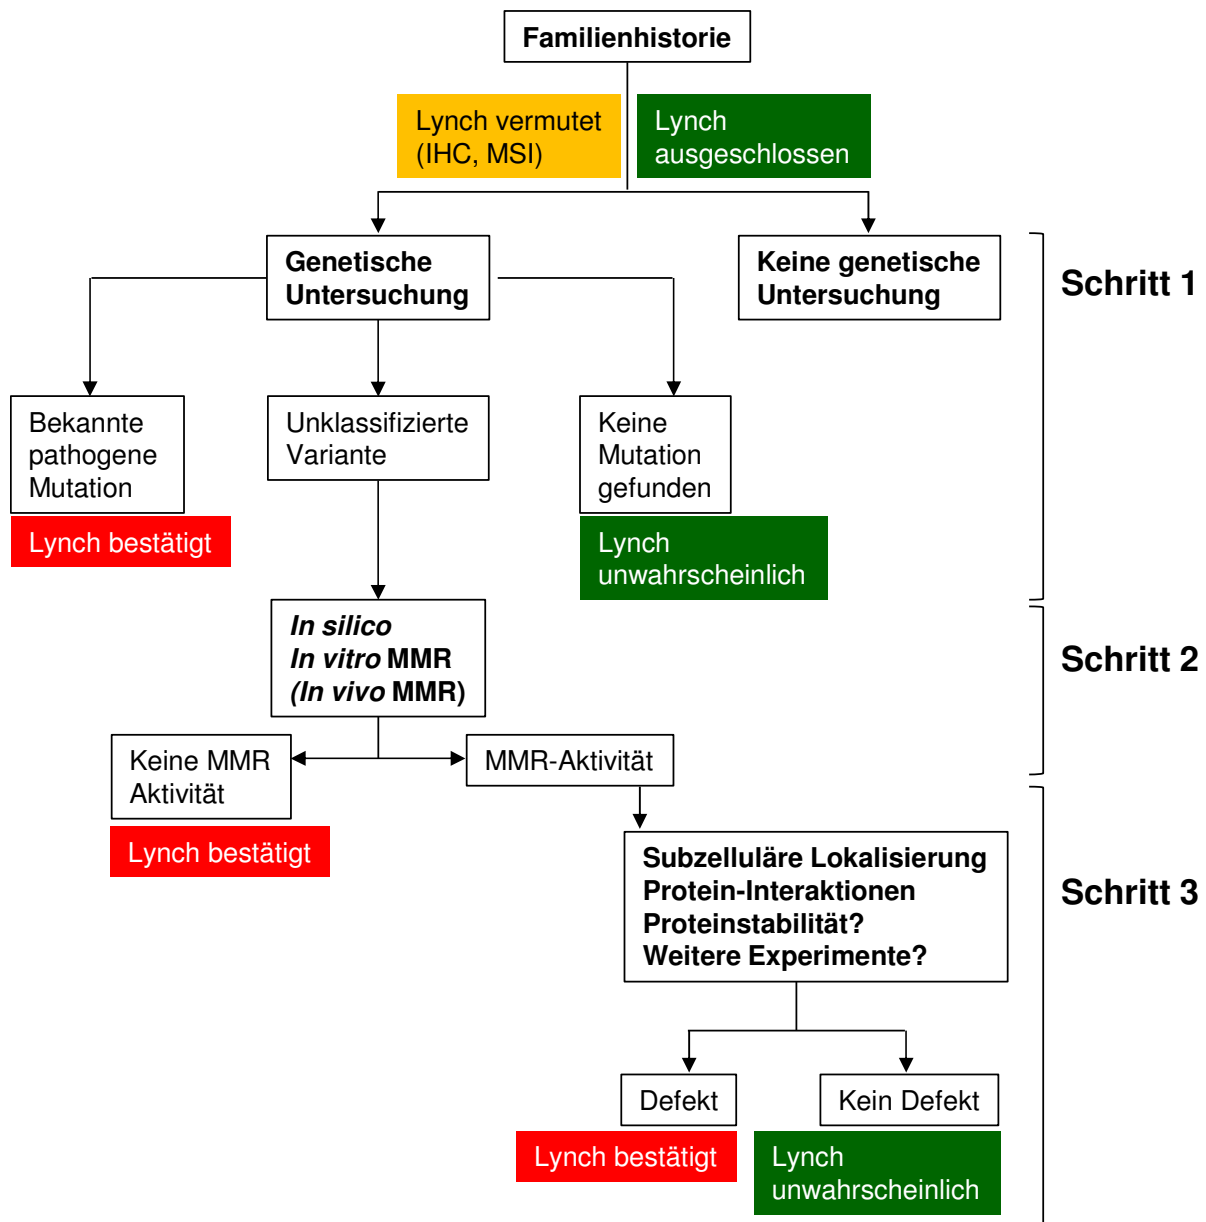 Familienhistorie
Lynch vermutet
(IHC, MSI)
Lynch
ausgeschlossen
Genetische
Untersuchung
Keine genetische
Untersuchung
Schritt 1
Bekannte
pathogene
Mutation
Unklassifizierte
Variante
Keine
Mutation
gefunden
Lynch bestätigt
Lynch
unwahrscheinlich
In silico
In vitro MMR
(In vivo MMR)
Schritt 2
Keine MMR
Aktivität
MMR-Aktivität
Lynch bestätigt
Subzelluläre Lokalisierung
Protein-Interaktionen
Proteinstabilität?
Weitere Experimente?
Schritt 3
Defekt
Kein Defekt
Lynch bestätigt
Lynch
unwahrscheinlich